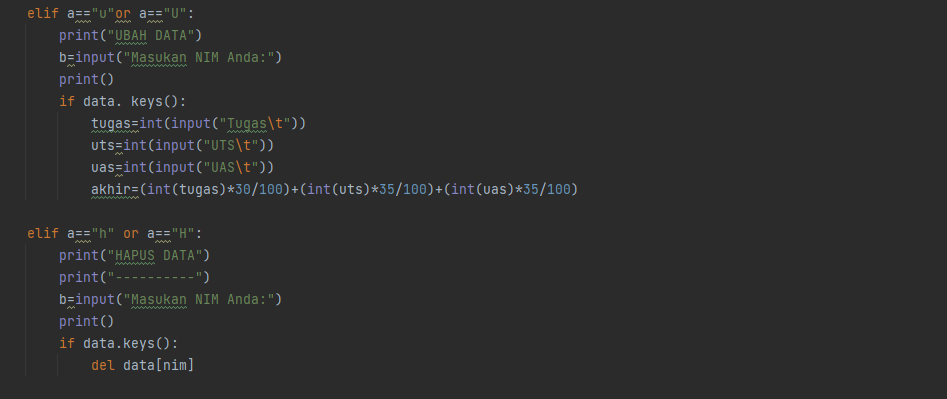 elif a=="u"or a=="U":
    print("UBAH DATA")
    b=input("Masukan NIM Anda:")
    print()
    if data. keys():
        tugas=int(input("Tugas\t"))
        uts=int(input("UTS\t"))
        uas=int(input("UAS\t"))
        akhir=(int(tugas)*30/100)+(int(uts)*35/100)+(int(uas)*35/100)

elif a=="h" or a=="H":
    print("HAPUS DATA")
    print("----------")
    b=input("Masukan NIM Anda:")
    print()
    if data.keys():
        del data[nim]